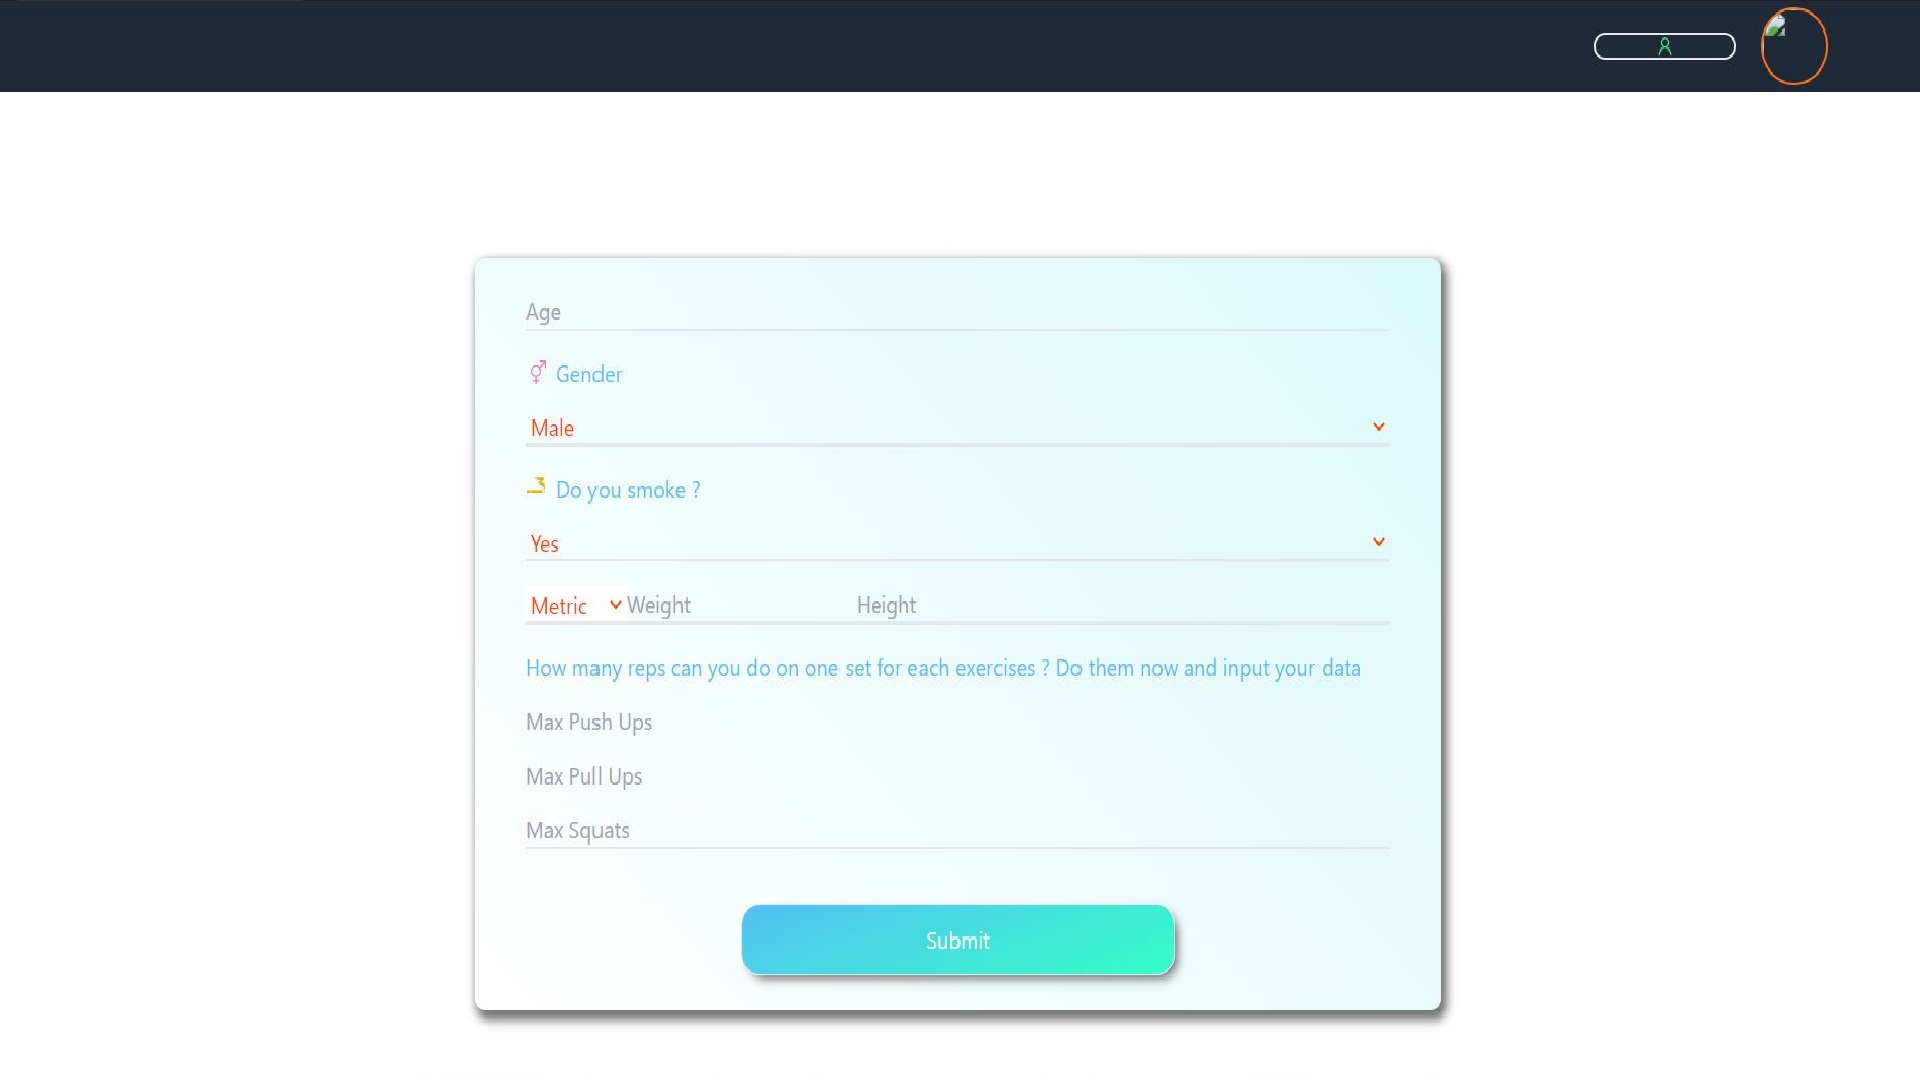 Age
Gender
Male
Do you smoke ?
Yes
Metric Weight Height
How many reps can you do on one set for each exercises ? Do them now and input your data
Max Push Ups
Max Pull Ups
Max Squats
Submit